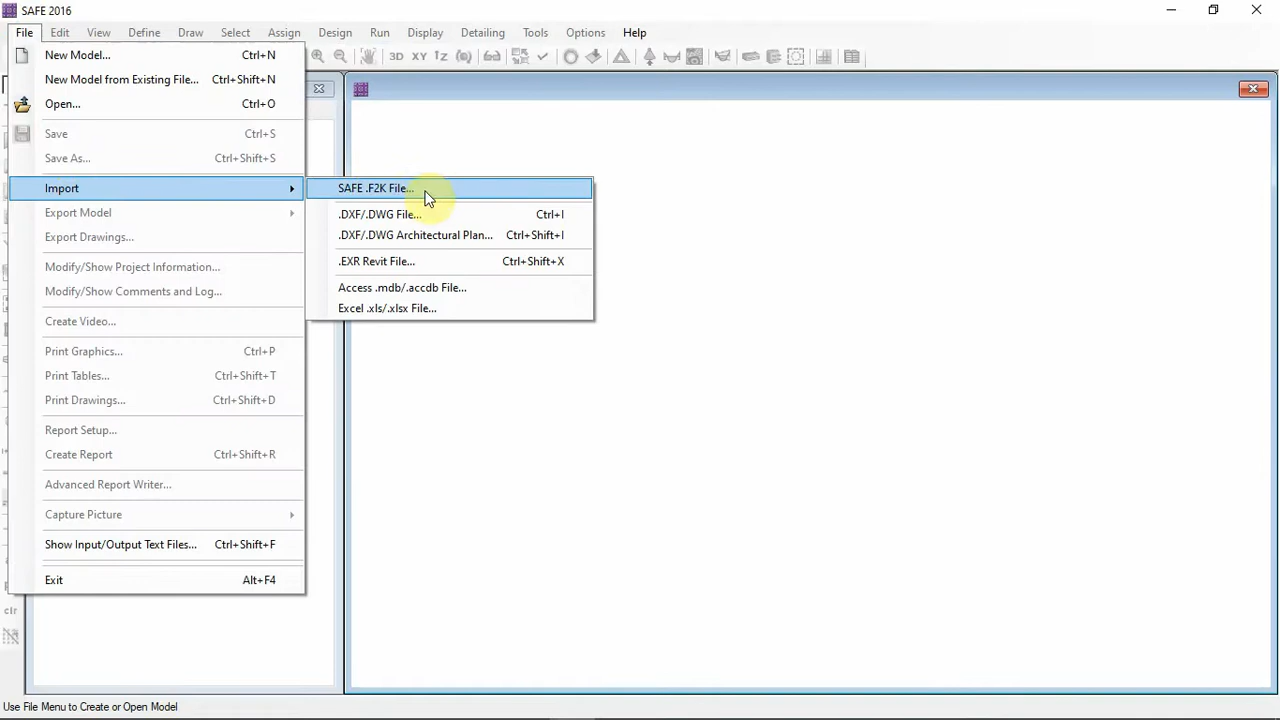 SAFE 2016
File Edit View Define Draw Select Assign Design Run Display Detailing Tools Options Help
New Model... Ctrl+N
New Model from Existing File... Ctrl+Shift+N
Open... Ctrl+O
Save Ctrl+S
Save As... Ctrl+Shift+S
Import
Export Model
Export Drawings...
Modify/Show Project Information...
Modify/Show Comments and Log...
Create Video...
Print Graphics... Ctrl+P
Print Tables... Ctrl+Shift+T
Print Drawings... Ctrl+Shift+D
Report Setup...
Create Report Ctrl+Shift+R
Advanced Report Writer...
Capture Picture
Show Input/Output Text Files... Ctrl+Shift+F
Exit Alt+F4
SAFE .F2K File...
.DXF/.DWG File... Ctrl+I
.DXF/.DWG Architectural Plan... Ctrl+Shift+I
.EXR Revit File... Ctrl+Shift+X
Access .mdb/.accdb File...
Excel .xls/.xlsx File...
3D XY
clr
Use File Menu to Create or Open Model